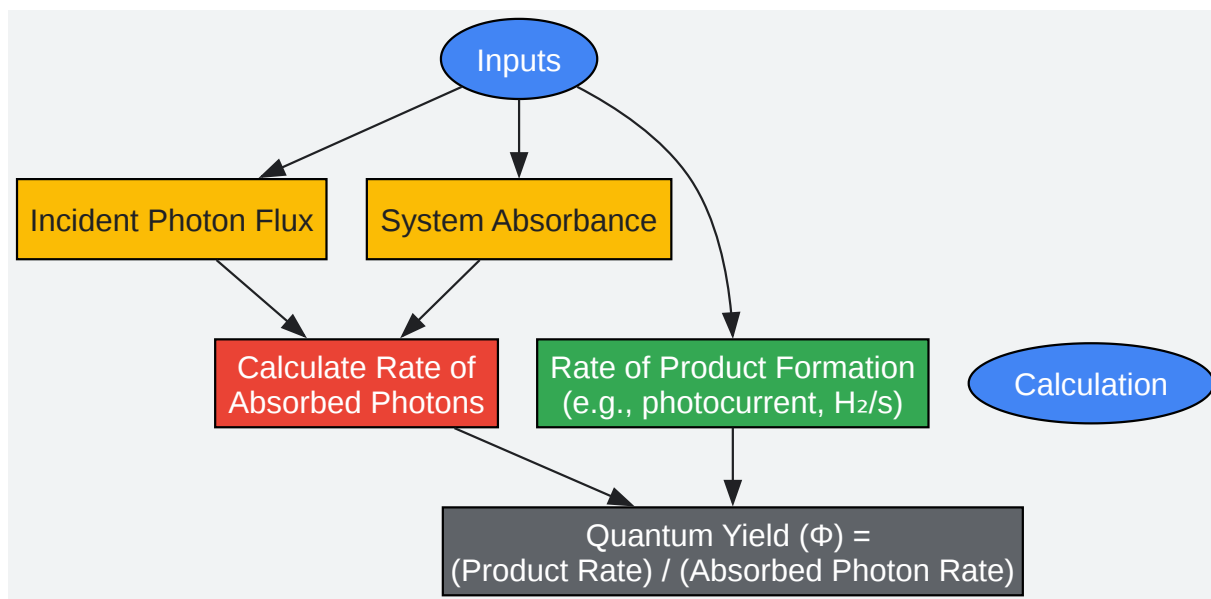 Inputs
Incident Photon Flux
System Absorbance
Calculate Rate of
Absorbed Photons
Rate of Product Formation
(e.g., photocurrent, H₂/s)
Calculation
Quantum Yield (Φ) =
(Product Rate) / (Absorbed Photon Rate)